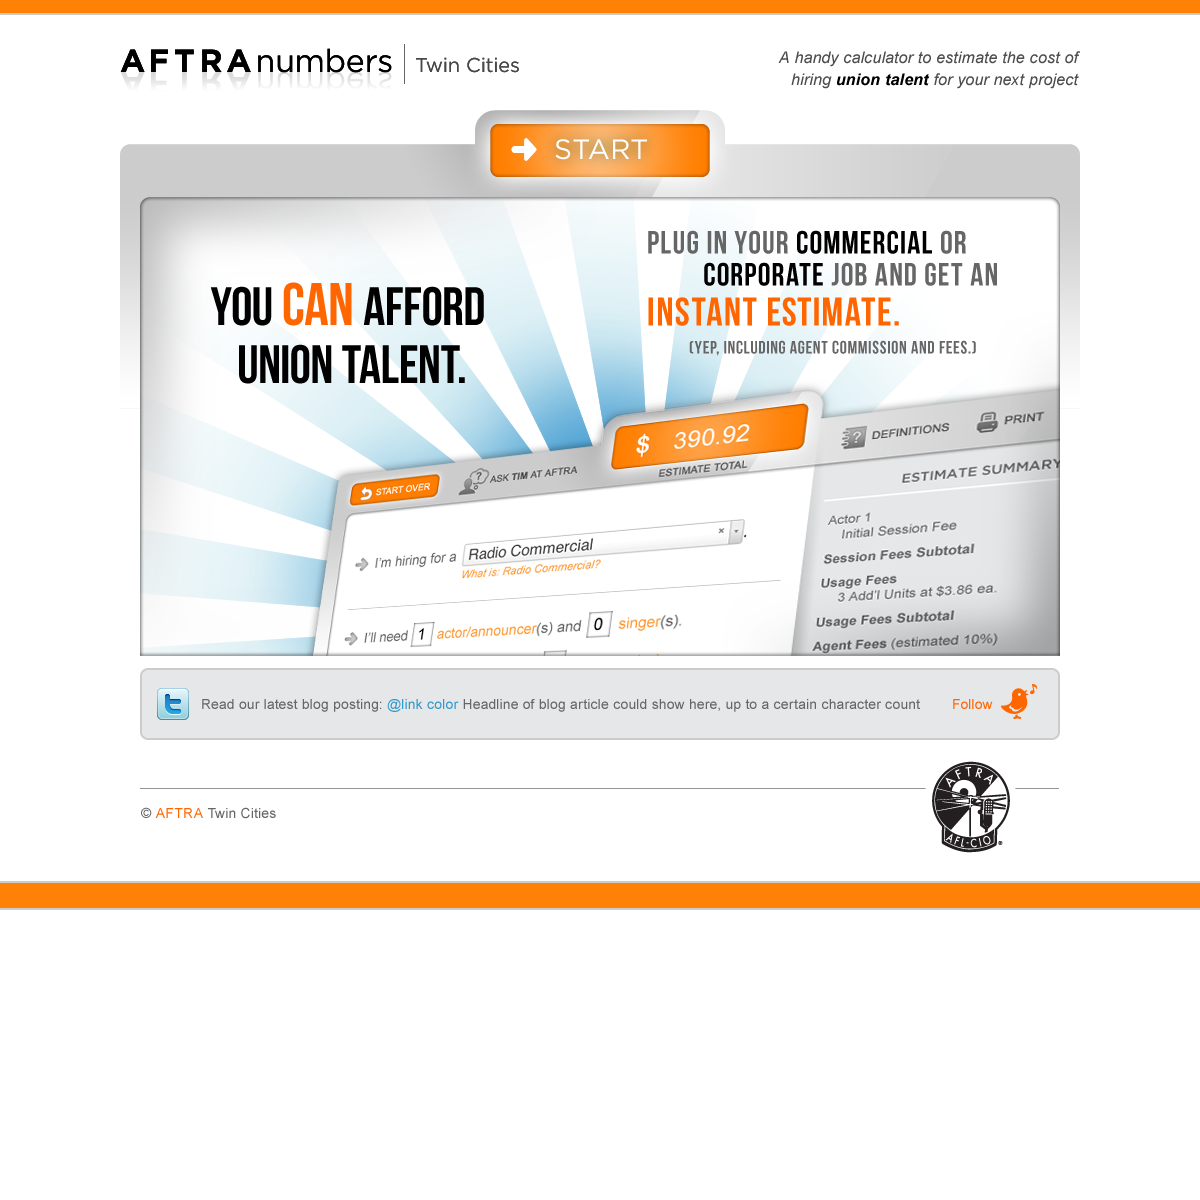 AFTRAnumbers | Twin Cities
A handy calculator to estimate the cost of
hiring union talent for your next project
START
YOU CAN AFFORD
UNION TALENT.
PLUG IN YOUR COMMERCIAL OR
CORPORATE JOB AND GET AN
INSTANT ESTIMATE.
(YEP, INCLUDING AGENT COMMISSION AND FEES.)
START OVER
ASK TIM AT AFTRA
$ 390.92
ESTIMATE TOTAL
DEFINITIONS
PRINT
I'm hiring for a Radio Commercial .
What is: Radio Commercial?
I'll need 1 actor/announcer(s) and 0 singer(s).
ESTIMATE SUMMARY
Actor 1
Initial Session Fee
Session Fees Subtotal
Usage Fees
3 Add'l Units at $3.86 ea.
Usage Fees Subtotal
Agent Fees (estimated 10%)
Read our latest blog posting: @link color Headline of blog article could show here, up to a certain character count
Follow
© AFTRA Twin Cities
AFTRA
AFL-CIO